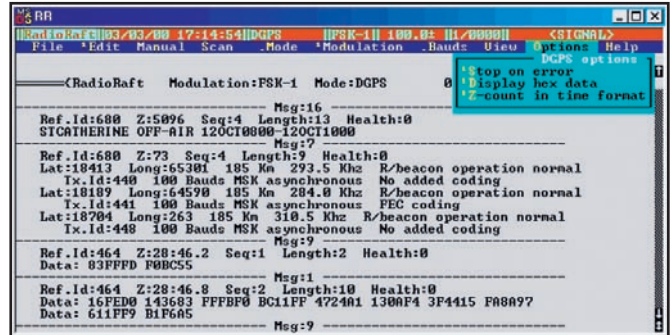 RR
RadioRaft||03/03/00 17:14:54||DGPS ||FSK-1|| 100.0± ||1/0000|| <SIGNAL>
File *Edit Manual Scan .Mode *Modulation .Bauds View Options Help
DGPS options
*Stop on error
*Display hex data
*Z-count in time format
<RadioRaft Modulation:FSK-1 Mode:DGPS 0
Msg:16
Ref.Id:680 Z:5096 Seq:4 Length:13 Health:0
STCATHERINE OFF-AIR 12OCT0800-12OCT1000
Msg:7
Ref.Id:680 Z:73 Seq:4 Length:9 Health:0
Lat:18413 Long:65301 185 Km 293.5 Khz R/beacon operation normal
Tx.Id:440 100 Bauds MSK asynchronous No added coding
Lat:18189 Long:64590 185 Km 284.0 Khz R/beacon operation normal
Tx.Id:441 100 Bauds MSK asynchronous FEC coding
Lat:18704 Long:263 185 Km 310.5 Khz R/beacon operation normal
Tx.Id:448 100 Bauds MSK asynchronous No added coding
Msg:9
Ref.Id:464 Z:28:46.2 Seq:1 Length:2 Health:0
Data: 83FFFD F0BC55
Msg:1
Ref.Id:464 Z:28:46.8 Seq:2 Length:10 Health:0
Data: 16FED0 143683 FFFBF0 BC11FF 4724A1 130AF4 3F4415 FA8A97
Data: 611FF9 B1F6A5
Msg:9